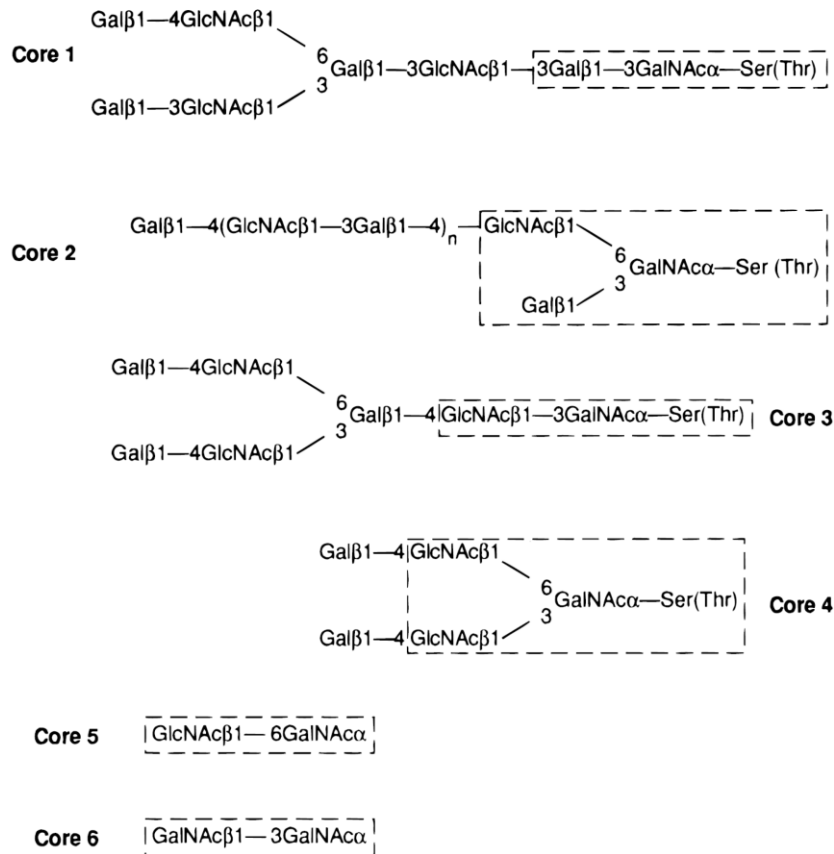 Galβ1—4GlcNAcβ1
Core 1
6
3
Galβ1—3GlcNAcβ1—3Galβ1—3GalNAcα—Ser(Thr)
Galβ1—3GlcNAcβ1
Galβ1—4(GlcNAcβ1—3Galβ1—4)n—GlcNAcβ1
Core 2
6
3
GalNAcα—Ser (Thr)
Galβ1
Galβ1—4GlcNAcβ1
6
3
Galβ1—4GlcNAcβ1—3GalNAcα—Ser(Thr)
Core 3
Galβ1—4GlcNAcβ1
Galβ1—4GlcNAcβ1
6
3
GalNAcα—Ser(Thr)
Core 4
Galβ1—4GlcNAcβ1
Core 5
GlcNAcβ1—6GalNAcα
Core 6
GalNAcβ1—3GalNAcα